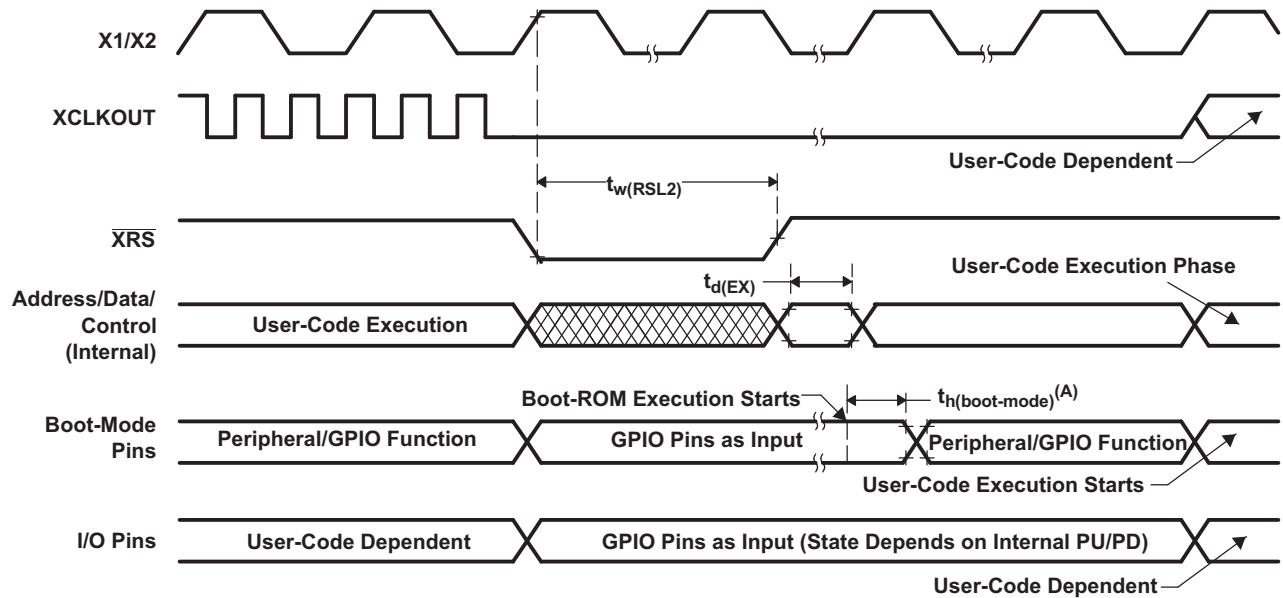 X1/X2
XCLKOUT
User-Code Dependent
tw(RSL2)
XRS
User-Code Execution Phase
td(EX)
Address/Data/
Control
(Internal)
User-Code Execution
Boot-ROM Execution Starts
th(boot-mode)(A)
Boot-Mode
Pins
Peripheral/GPIO Function
GPIO Pins as Input
Peripheral/GPIO Function
User-Code Execution Starts
I/O Pins
User-Code Dependent
GPIO Pins as Input (State Depends on Internal PU/PD)
User-Code Dependent